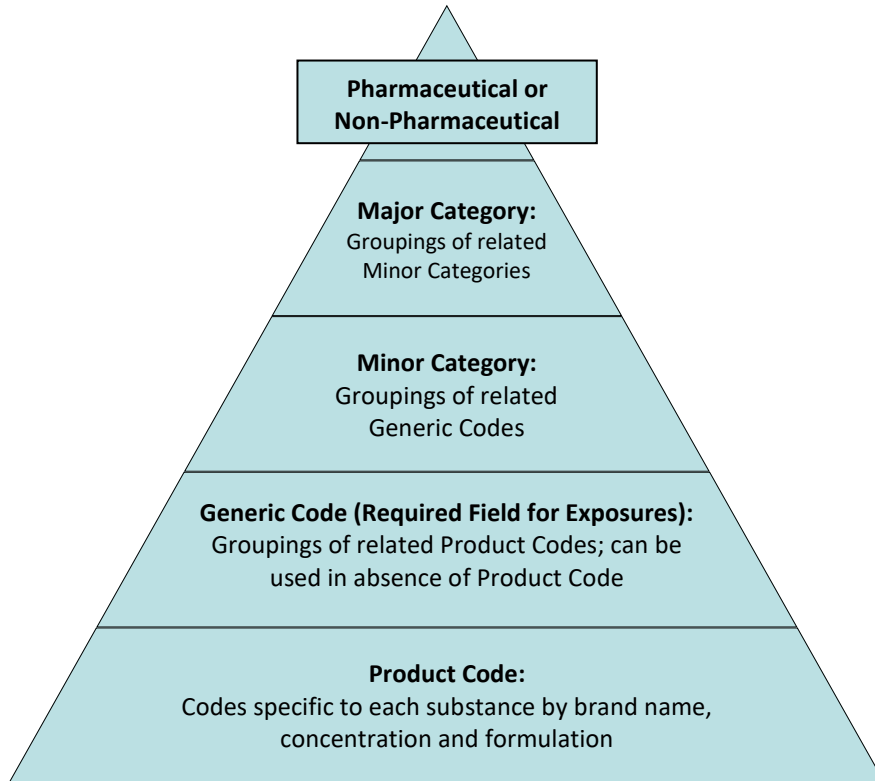 Pharmaceutical or
Non-Pharmaceutical
Major Category:
Groupings of related
Minor Categories
Minor Category:
Groupings of related
Generic Codes
Generic Code (Required Field for Exposures):
Groupings of related Product Codes; can be
used in absence of Product Code
Product Code:
Codes specific to each substance by brand name,
concentration and formulation